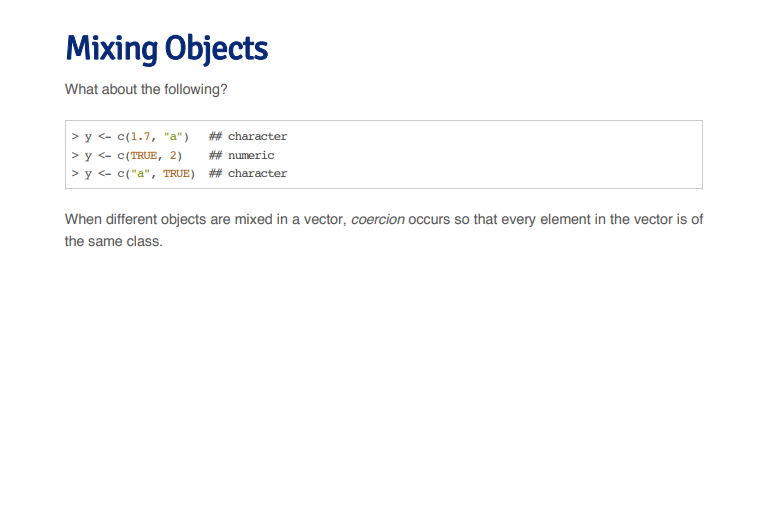 Mixing Objects
What about the following?
> y <- c(1.7, "a")   ## character
> y <- c(TRUE, 2)    ## numeric
> y <- c("a", TRUE)  ## character
When different objects are mixed in a vector, coercion occurs so that every element in the vector is of
the same class.